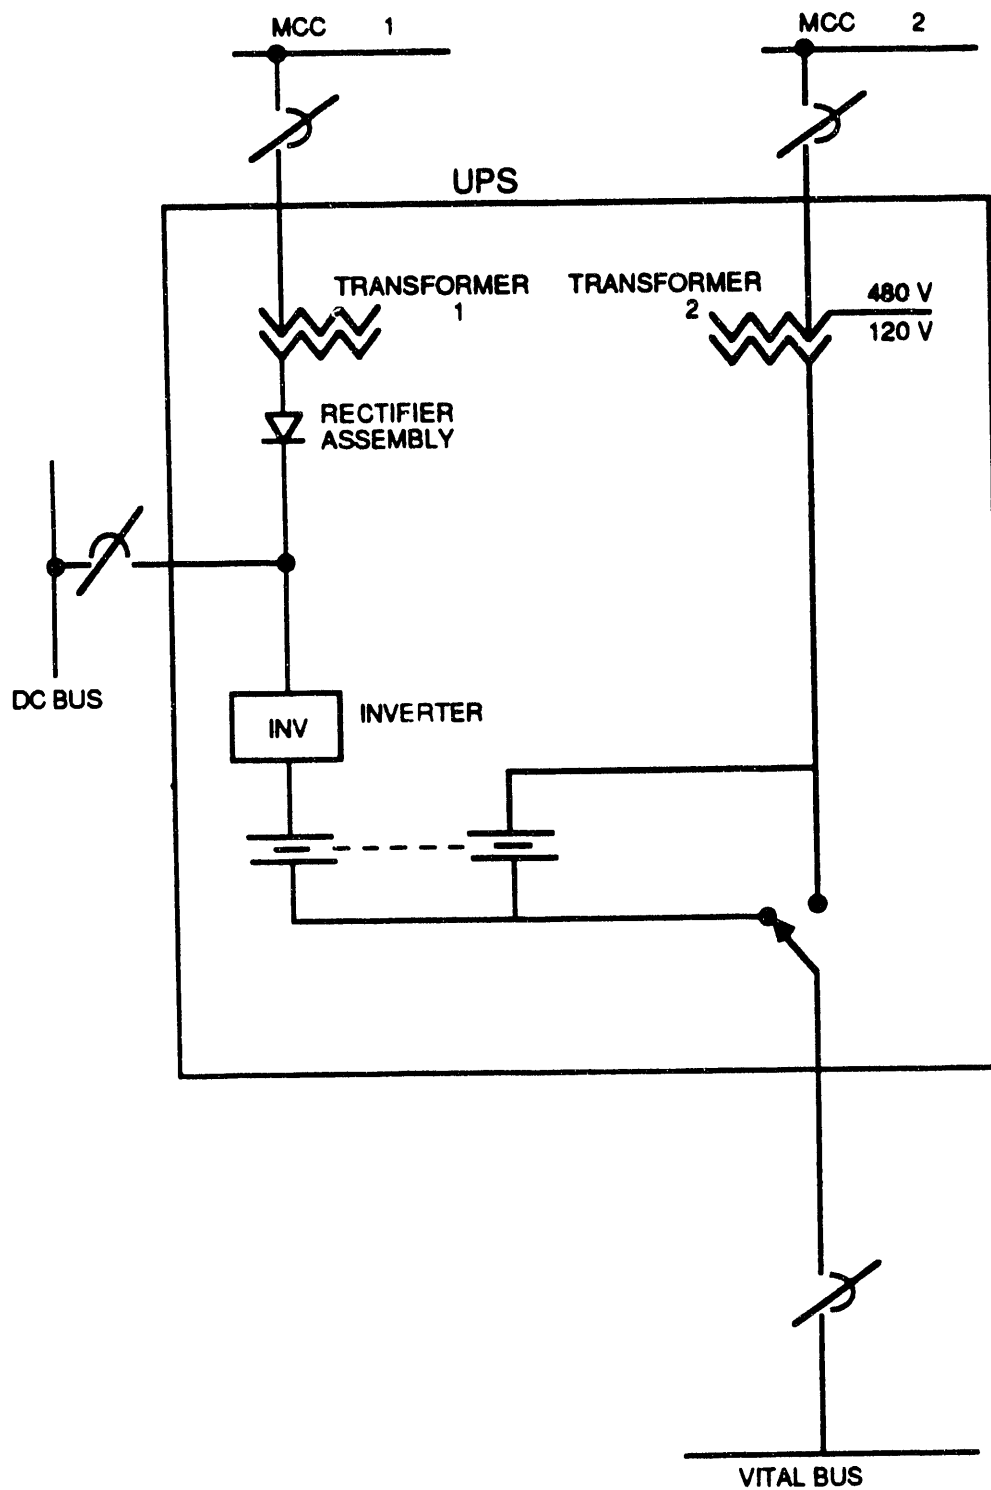 MCC 1
MCC 2
UPS
TRANSFORMER
1
TRANSFORMER
2
480 V
120 V
RECTIFIER
ASSEMBLY
DC BUS
INV
INVERTER
VITAL BUS